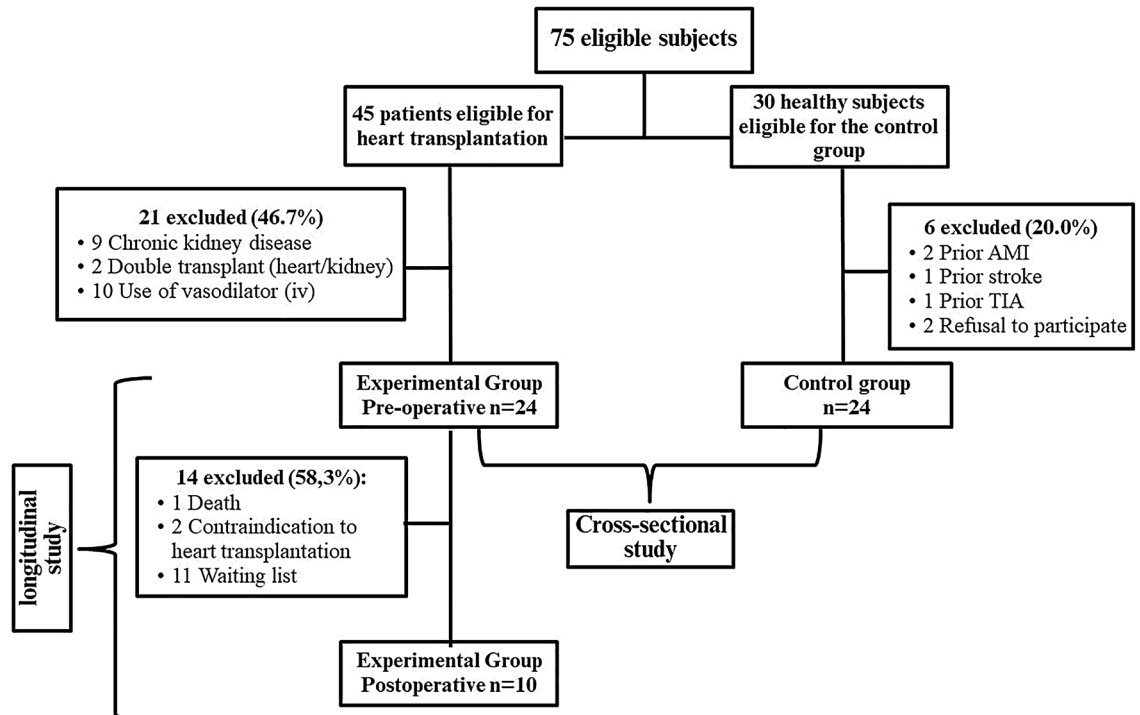 75 eligible subjects
45 patients eligible for
heart transplantation
30 healthy subjects
eligible for the control
group
21 excluded (46.7%)
• 9 Chronic kidney disease
• 2 Double transplant (heart/kidney)
• 10 Use of vasodilator (iv)
6 excluded (20.0%)
• 2 Prior AMI
• 1 Prior stroke
• 1 Prior TIA
• 2 Refusal to participate
Experimental Group
Pre-operative n=24
Control group
n=24
14 excluded (58,3%):
• 1 Death
• 2 Contraindication to
heart transplantation
• 11 Waiting list
Cross-sectional
study
longitudinal
study
Experimental Group
Postoperative n=10